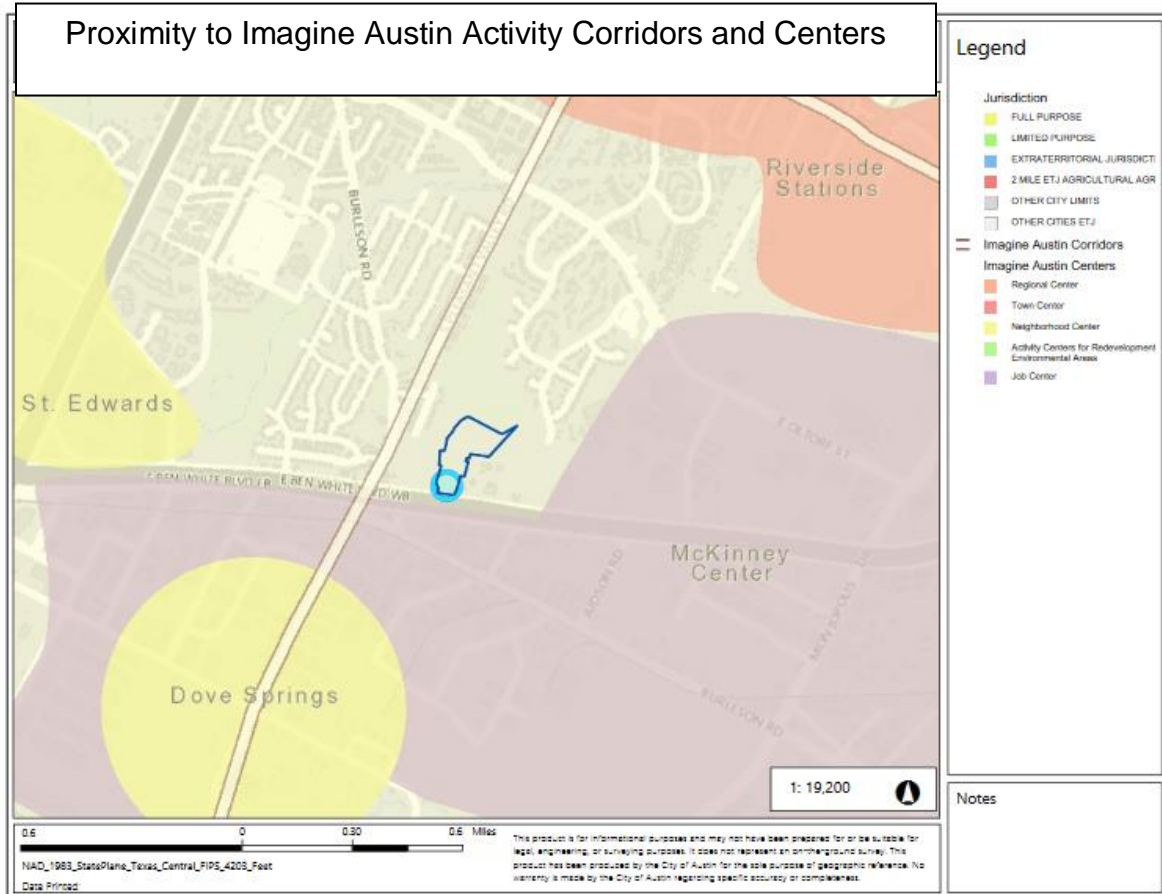 Proximity to Imagine Austin Activity Corridors and Centers
Riverside
Stations
BURLESON RD
St. Edwards
E OLTORF ST
E BEN WHITE BLVD
McKinney
Center
JUDSON RD
MONTOPOLIS DR
Dove Springs
BURLESON RD
1: 19,200
0.6
0
0.30
0.6 Miles
NAD_1983_StatePlane_Texas_Central_FIPS_4203_Feet
Date Printed:
This product is for informational purposes and may not have been prepared for or be suitable for
legal, engineering, or surveying purposes. It does not represent an on-the-ground survey. This
product has been produced by the City of Austin for the sole purpose of geographic reference. No
warranty is made by the City of Austin regarding specific accuracy or completeness.
Legend
Jurisdiction
FULL PURPOSE
LIMITED PURPOSE
EXTRATERRITORIAL JURISDICTI
2 MILE ETJ AGRICULTURAL AGR
OTHER CITY LIMITS
OTHER CITIES ETJ
Imagine Austin Corridors
Imagine Austin Centers
Regional Center
Town Center
Neighborhood Center
Activity Centers for Redevelopment
Environmental Areas
Job Center
Notes